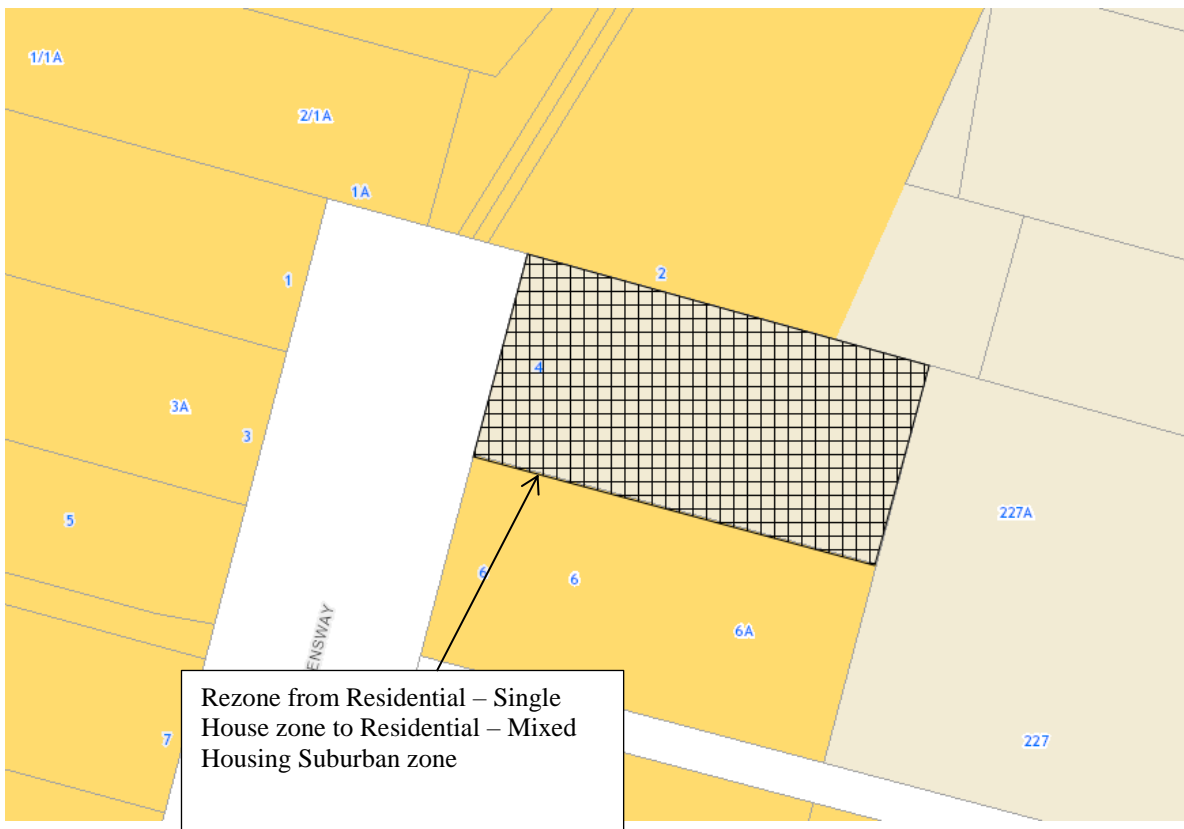 1/1A
2/1A
1A
1
2
4
3A
3
227A
5
6
6
6A
ENSWAY
Rezone from Residential – Single
House zone to Residential – Mixed
Housing Suburban zone
7
227